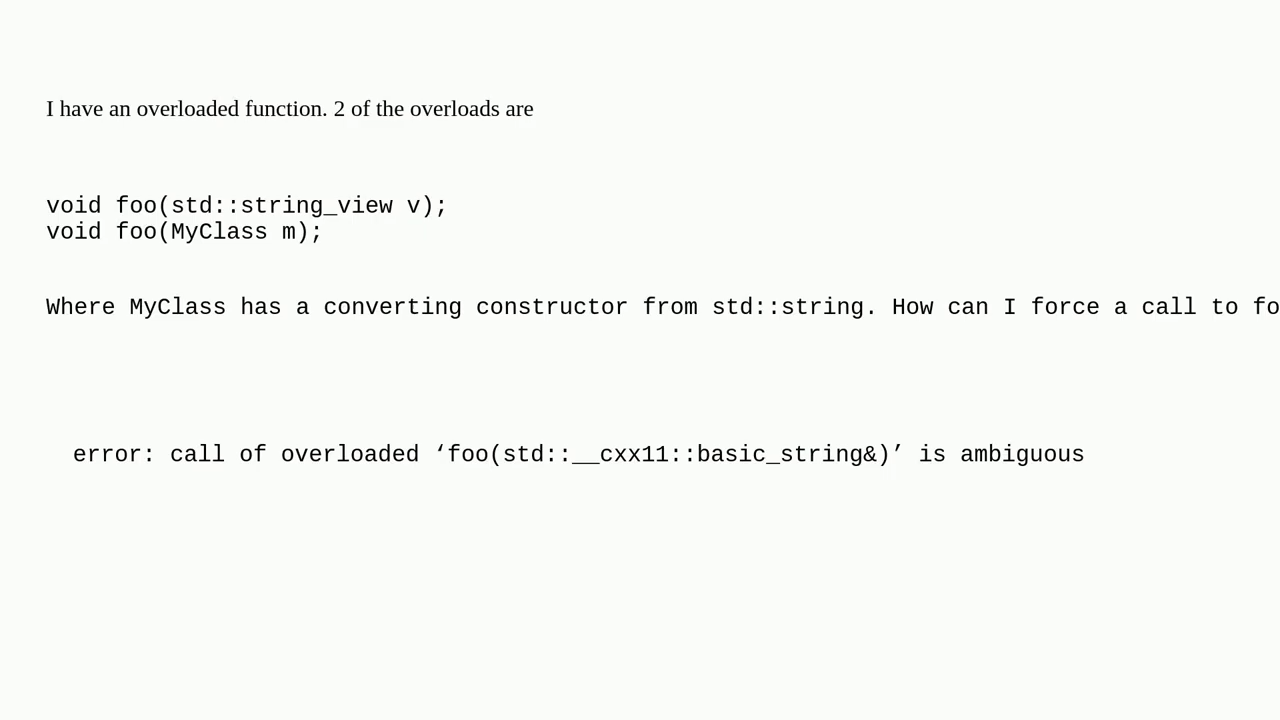 I have an overloaded function. 2 of the overloads are
void foo(std::string_view v);
void foo(MyClass m);
Where MyClass has a converting constructor from std::string. How can I force a call to fo
error: call of overloaded ‘foo(std::__cxx11::basic_string&)’ is ambiguous